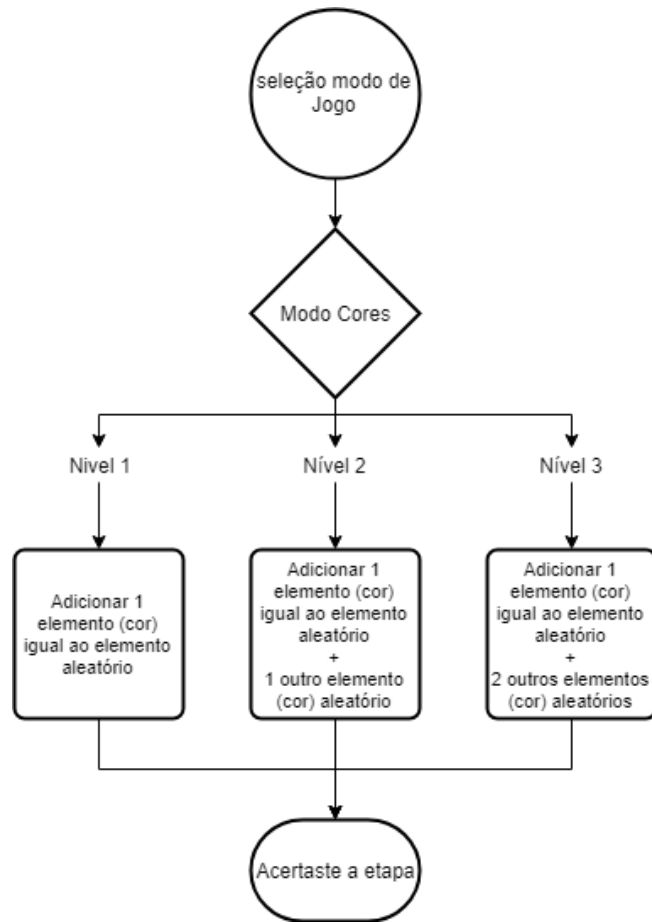 seleção modo de
Jogo
Modo Cores
Nivel 1
Nível 2
Nível 3
Adicionar 1
elemento (cor)
igual ao elemento
aleatório
Adicionar 1
elemento (cor)
igual ao elemento
aleatório
+
1 outro elemento
(cor) aleatório
Adicionar 1
elemento (cor)
igual ao elemento
aleatório
+
2 outros elementos
(cor) aleatórios
Acertaste a etapa